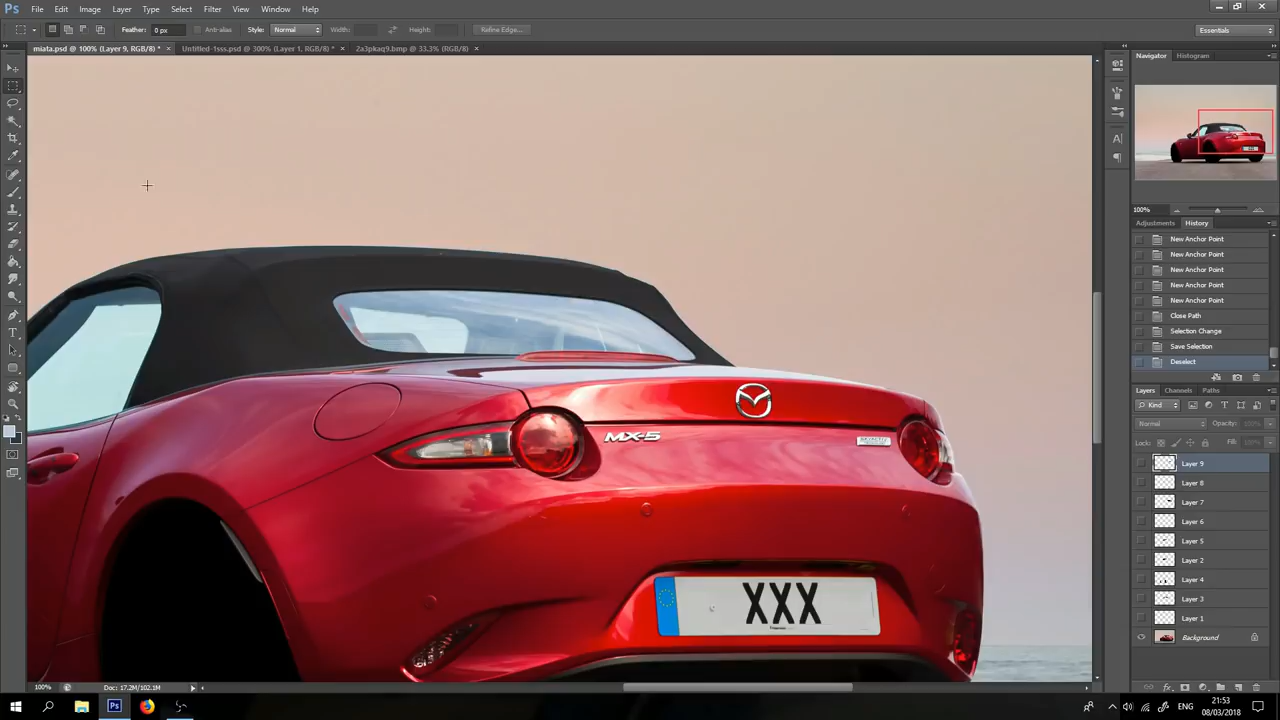 Ps File Edit Image Layer Type Select Filter View Window Help
Feather: 0 px Anti-alias Style: Normal Width: Height: Refine Edge... Essentials
miata.psd @ 100% (Layer 9, RGB/8) * × Untitled-1sss.psd @ 300% (Layer 1, RGB/8) * × Za3pkaq9.bmp @ 33.3% (RGB/8) ×
Navigator Histogram
100%
Adjustments History
New Anchor Point
New Anchor Point
New Anchor Point
New Anchor Point
New Anchor Point
Close Path
Selection Change
Save Selection
Deselect
Layers Channels Paths
Kind
Normal Opacity: 100%
Lock: Fill: 100%
Layer 9
Layer 8
Layer 7
Layer 6
Layer 5
Layer 2
Layer 4
Layer 3
Layer 1
Background
MX-5
XXX
100% Doc: 17.2M/102.1M
ENG 21:53
08/03/2018